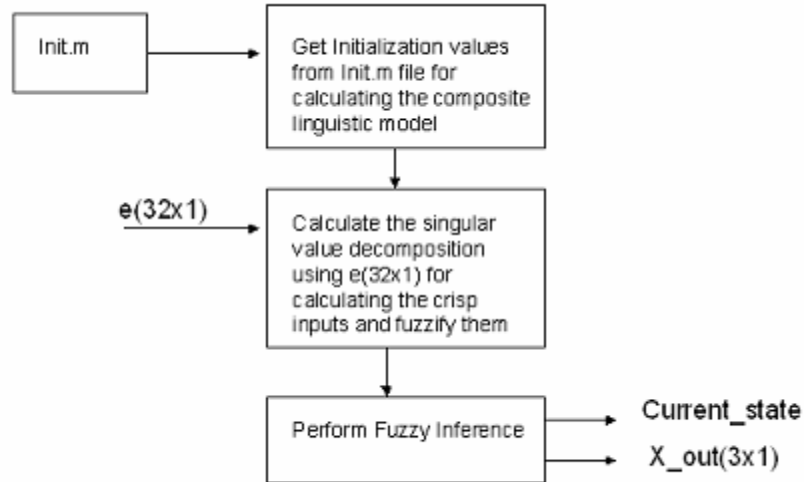 Init.m
Get Initialization values
from Init.m file for
calculating the composite
linguistic model
e(32x1)
Calculate the singular
value decomposition
using e(32x1) for
calculating the crisp
inputs and fuzzify them
Perform Fuzzy Inference
Current_state
X_out(3x1)